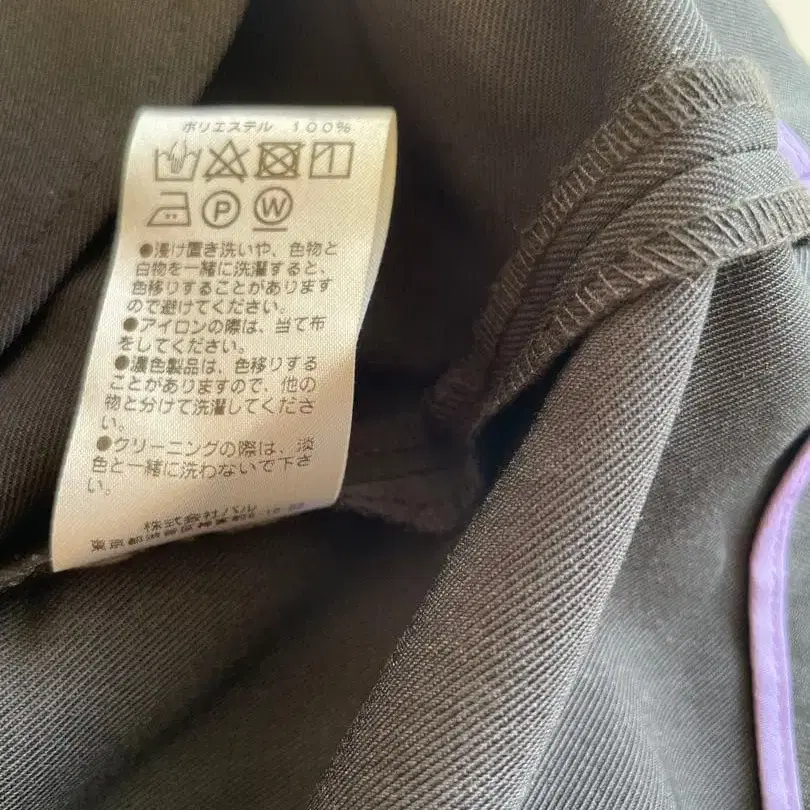 ポリエステル 100%
P W
●浸け置き洗いや、色物と
白物を一緒に洗濯すると、
色移りすることがあります
ので避けてください。
●アイロンの際は、当て布
をしてください。
●濃色製品は、色移りする
ことがありますので、他の
物と分けて洗濯してくださ
い。
●クリーニングの際は、淡
色と一緒に洗わないで下さ
い。
株式会社